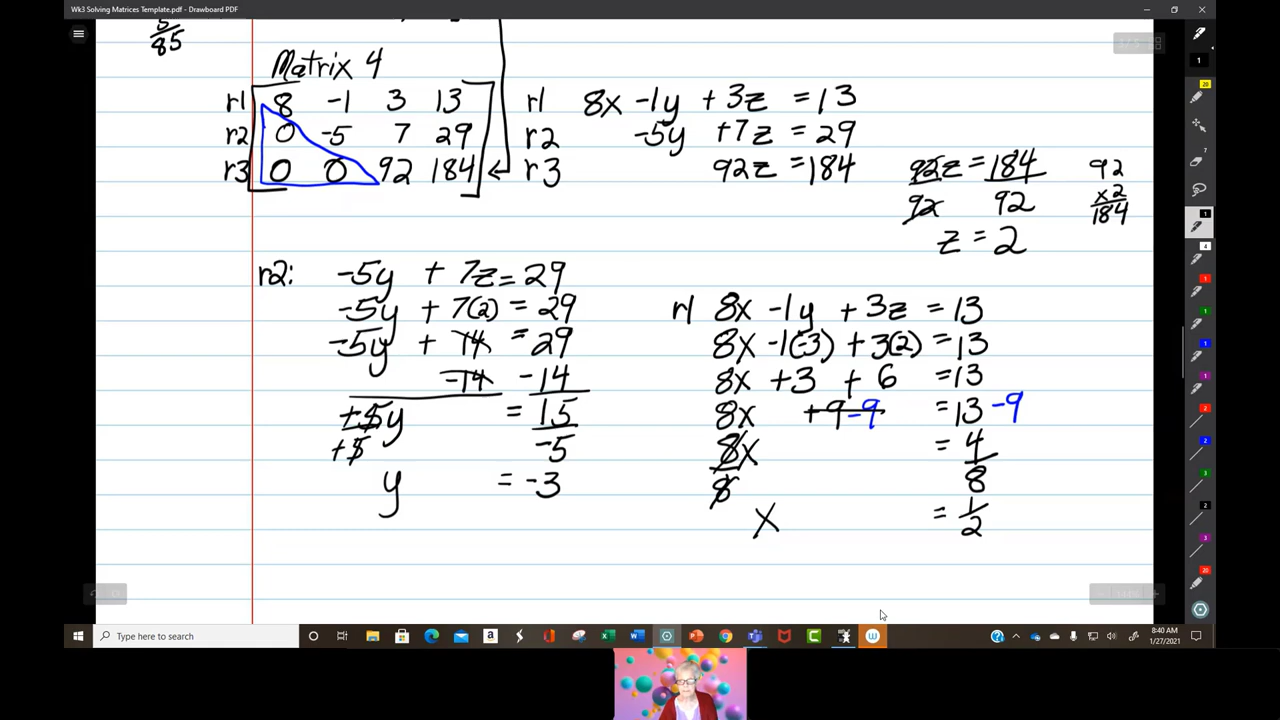 Wk3 Solving Matrices Template.pdf - Drawboard PDF
5
85
Matrix 4
r1 8 -1 3 13
r2 0 -5 7 29
r3 0 0 92 184
r1 8x -1y +3z = 13
r2 -5y +7z = 29
r3 92z = 184
92z = 184
92 92
z = 2
92
x2
184
r2: -5y + 7z = 29
-5y + 7(2) = 29
-5y + 14 = 29
-14 -14
+5y = 15
+5 -5
y = -3
r1 8x -1y + 3z = 13
8x -1(-3) + 3(2) = 13
8x +3 + 6 = 13
8x +9 -9 = 13 -9
8x = 4
8 8
x = 1/2
Type here to search
8:40 AM
1/27/2021